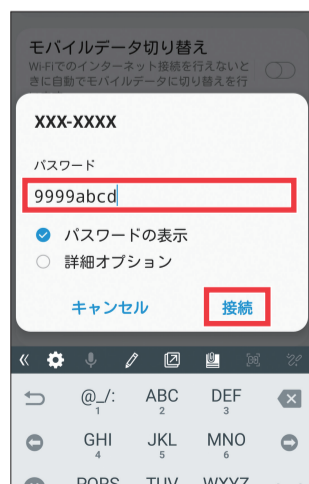 モバイルデータ切り替え
Wi-Fiでのインターネット接続を行えないと
きに自動でモバイルデータに切り替えを行
XXX-XXXX
パスワード
9999abcd
パスワードの表示
詳細オプション
キャンセル 接続
@_/: ABC DEF
1 2 3
GHI JKL MNO
4 5 6
PQRS TUV WXYZ